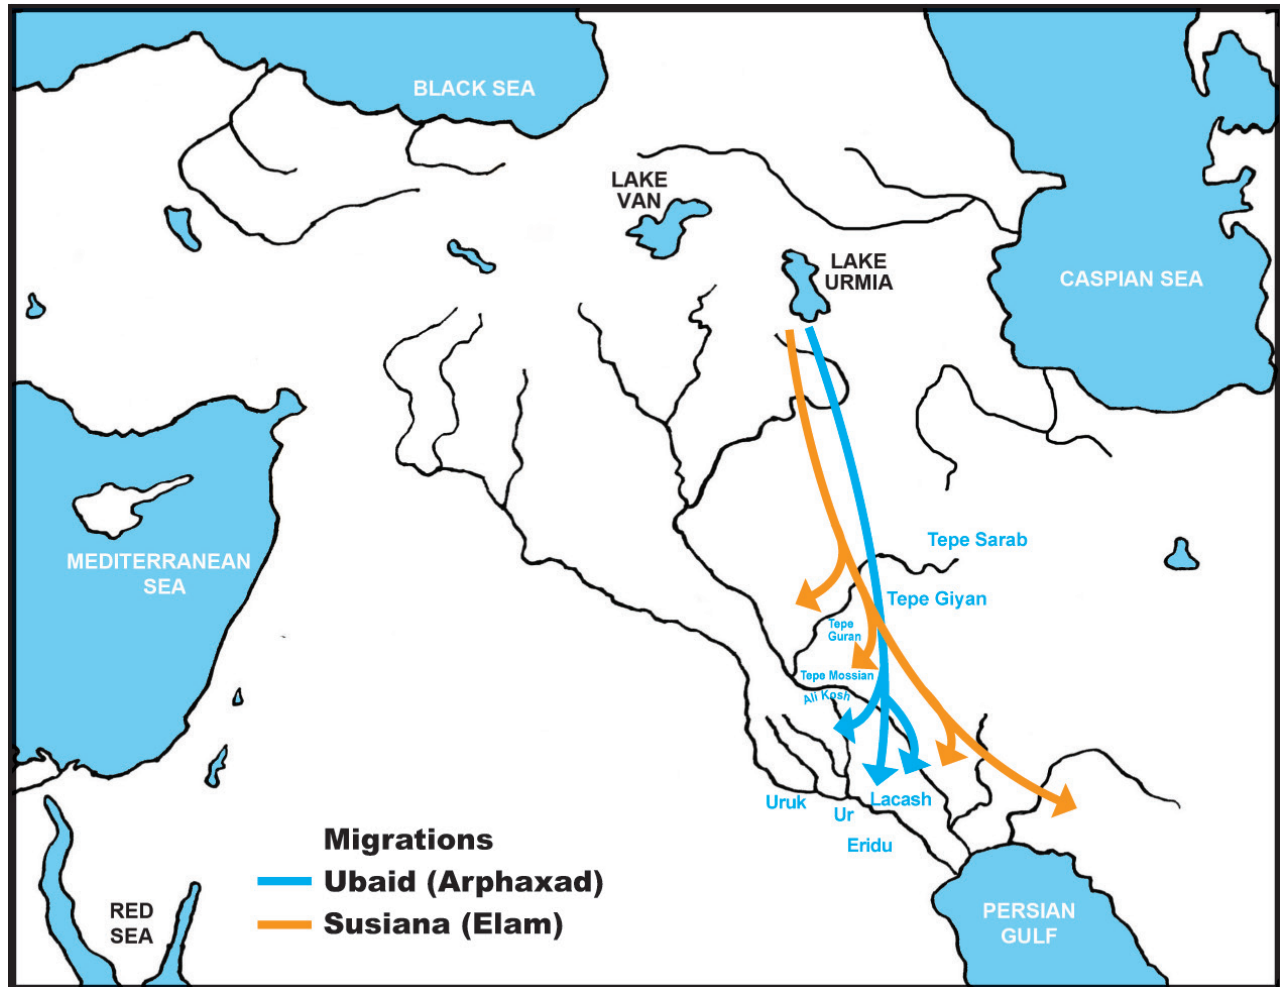 BLACK SEA
LAKE
VAN
LAKE
URMIA
CASPIAN SEA
MEDITERRANEAN
SEA
Tepe Sarab
Tepe Giyan
Tepe
Guran
Tepe Mossian
Ali Kosh
Uruk
Lacash
Ur
Eridu
Migrations
Ubaid (Arphaxad)
Susiana (Elam)
RED
SEA
PERSIAN
GULF